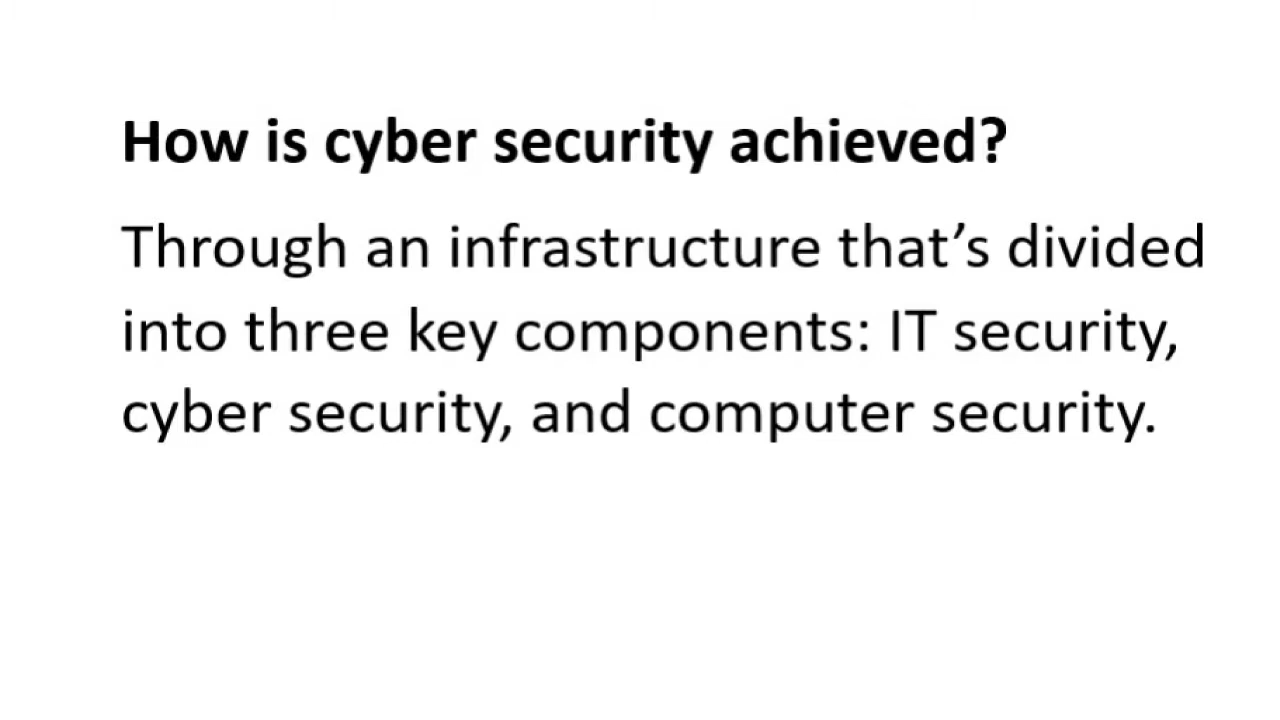 How is cyber security achieved?
Through an infrastructure that’s divided
into three key components: IT security,
cyber security, and computer security.